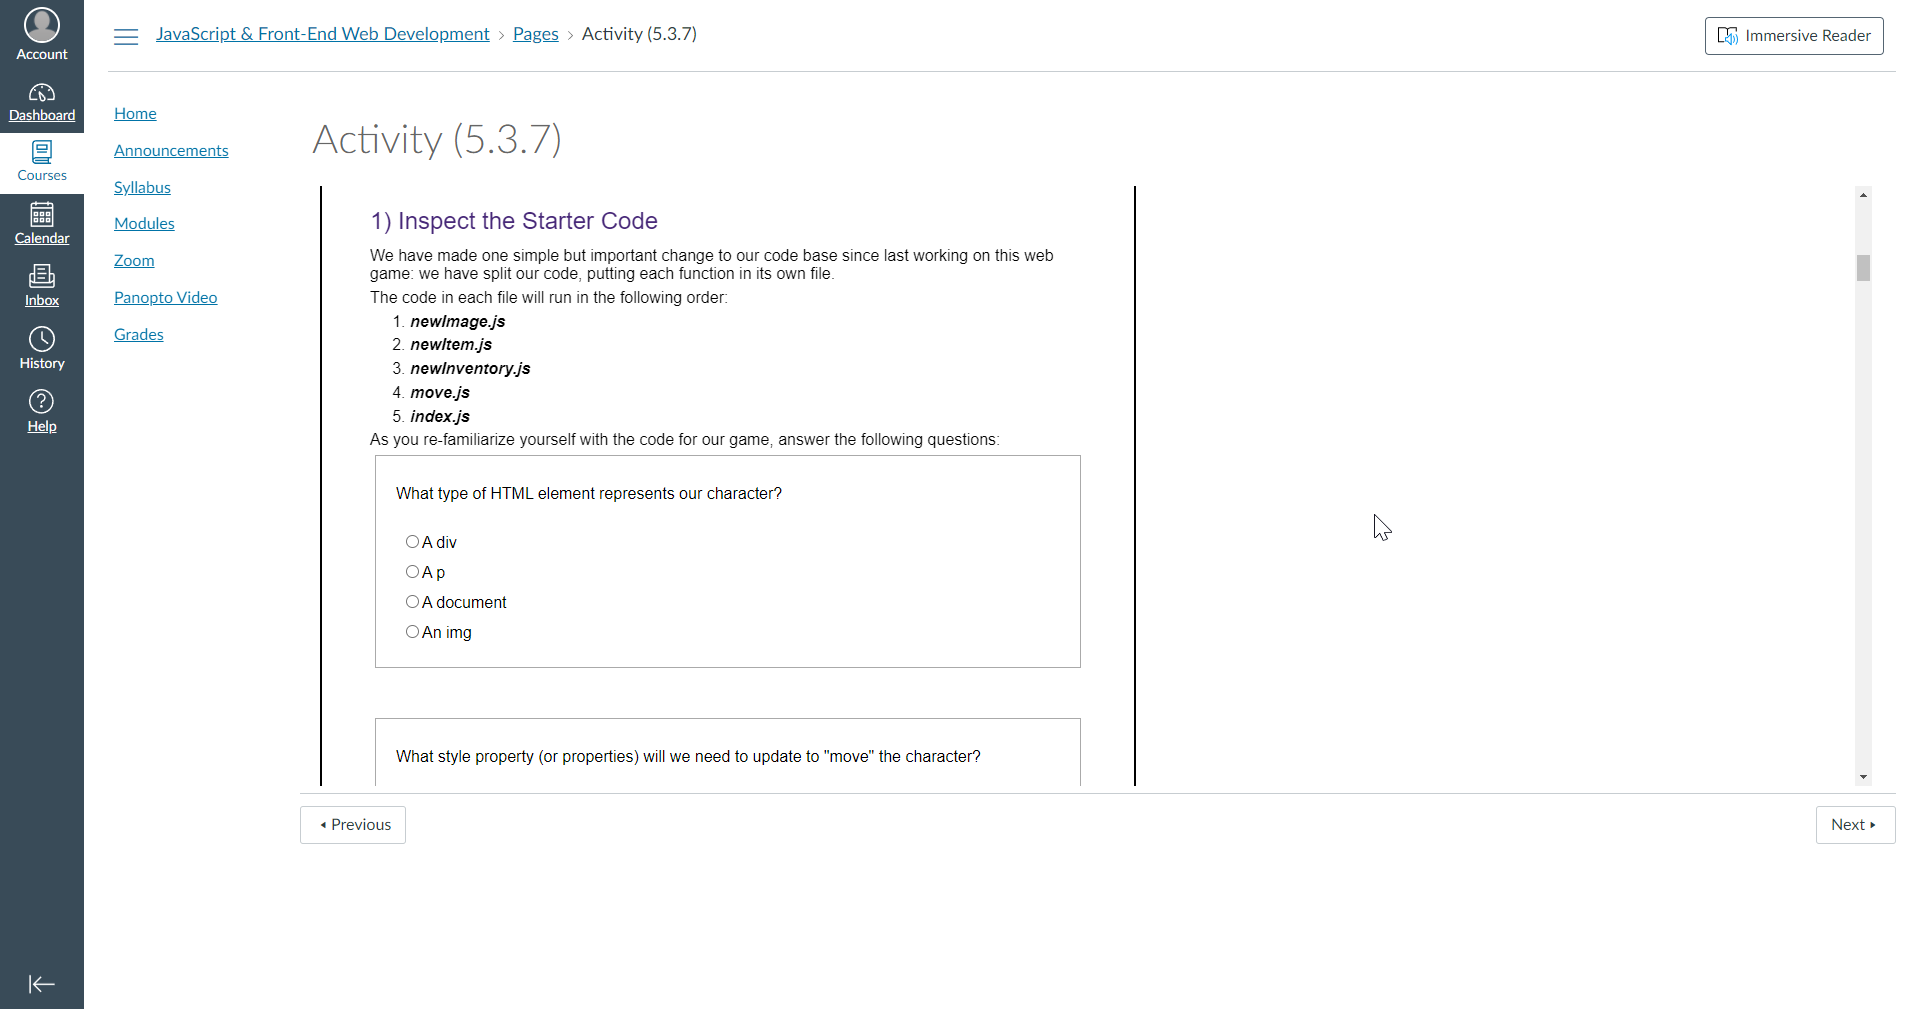 Account
Dashboard
Courses
Calendar
Inbox
History
Help
JavaScript & Front-End Web Development › Pages › Activity (5.3.7)
Immersive Reader
Home
Announcements
Syllabus
Modules
Zoom
Panopto Video
Grades
Activity (5.3.7)
1) Inspect the Starter Code
We have made one simple but important change to our code base since last working on this web
game: we have split our code, putting each function in its own file.
The code in each file will run in the following order:
1. newImage.js
2. newItem.js
3. newInventory.js
4. move.js
5. index.js
As you re-familiarize yourself with the code for our game, answer the following questions:
What type of HTML element represents our character?
A div
A p
A document
An img
What style property (or properties) will we need to update to "move" the character?
Previous
Next